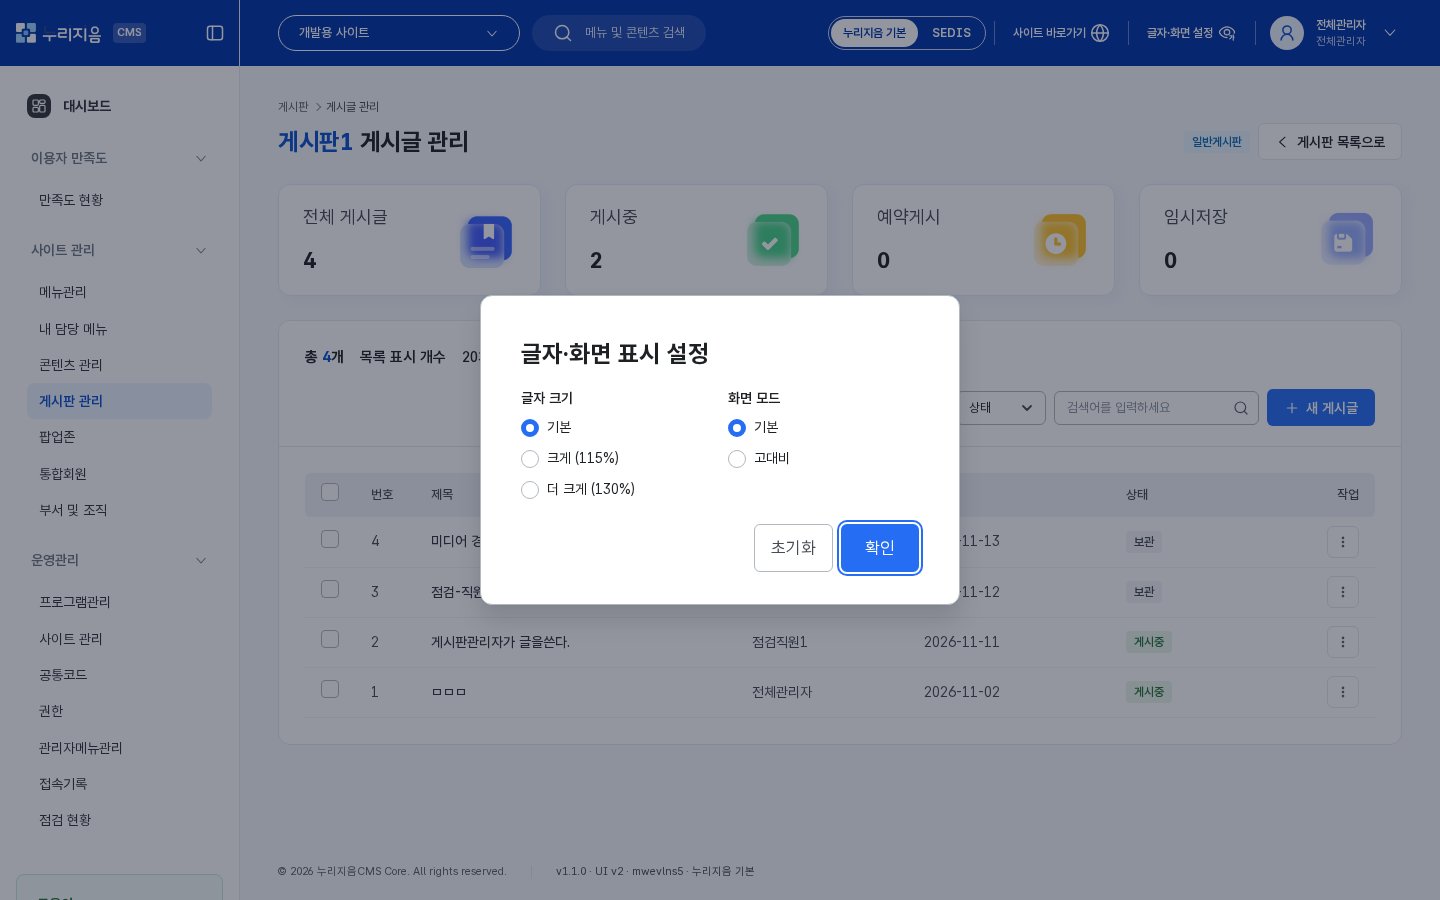 누리지음 CMS
개발용 사이트
메뉴 및 콘텐츠 검색
누리지음 기본
SEDIS
사이트 바로가기
글자·화면 설정
전체관리자
전체관리자
대시보드
이용자 만족도
만족도 현황
사이트 관리
메뉴관리
내 담당 메뉴
콘텐츠 관리
게시판 관리
팝업존
통합회원
부서 및 조직
운영관리
프로그램관리
사이트 관리
공통코드
권한
관리자메뉴관리
접속기록
점검 현황
게시판 > 게시글 관리
게시판1 게시글 관리
일반게시판
게시판 목록으로
전체 게시글
4
게시중
2
예약게시
0
임시저장
0
총 4개 목록 표시 개수
상태
검색어를 입력하세요
+ 새 게시글
번호 제목 상태 작업
4 미디어 11-13 보관
3 점검-직원 11-12 보관
2 게시판관리자가 글을쓴다. 점검직원1 2026-11-11 게시중
1 ㅁㅁㅁ 전체관리자 2026-11-02 게시중
글자·화면 표시 설정
글자 크기
기본
크게 (115%)
더 크게 (130%)
화면 모드
기본
고대비
초기화
확인
© 2026 누리지음CMS Core. All rights reserved.
v1.1.0 · UI v2 · mwevlns5 · 누리지음 기본